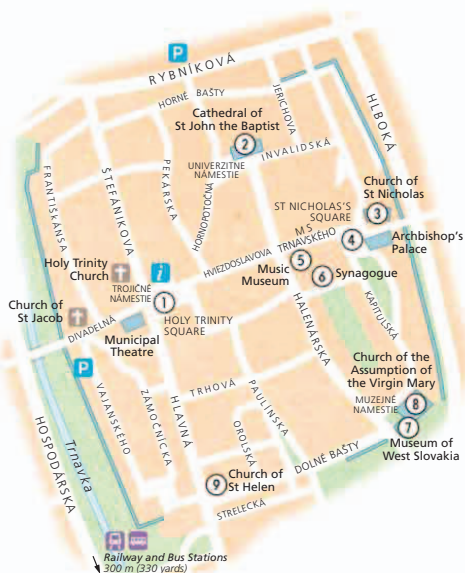 P
RYBNÍKOVÁ
HORNÉ BAŠTY
JERICHOVA
HLBOKÁ
Cathedral of
St John the Baptist
2
INVALIDSKÁ
UNIVERZITNE
NÁMESTIE
FRANTIŠKÁNSA
ŠTEFÁNIKOVA
PEKÁRSKA
HORNOPOTOČNÁ
Church of
St Nicholas
3
ST NICHOLAS'S
SQUARE
M Š
TRNAVSKÉHO
4
Archbishop's
Palace
HVIEZDOSLAVOVA
5
Music
Museum
6
Synagogue
Holy Trinity
Church
i
TROJIČNÉ
NÁMESTIE
1
HOLY TRINITY
SQUARE
Church of
St Jacob
DIVADELNÁ
Municipal
Theatre
HALENÁRSKA
KAPITULSKÁ
Church of the
Assumption of
the Virgin Mary
MUZEJNÉ
NAMESTIE
8
7
Museum of
West Slovakia
P
VAJANSKÉHO
ZÁMOČNÍCKA
HLAVNÁ
TRHOVÁ
PAULÍNSKA
OROLSKÁ
DOLNÉ BAŠTY
9
Church of
St Helen
STRELECKÁ
HOSPODÁRSKA
Trnavka
Railway and Bus Stations
300 m (330 yards)